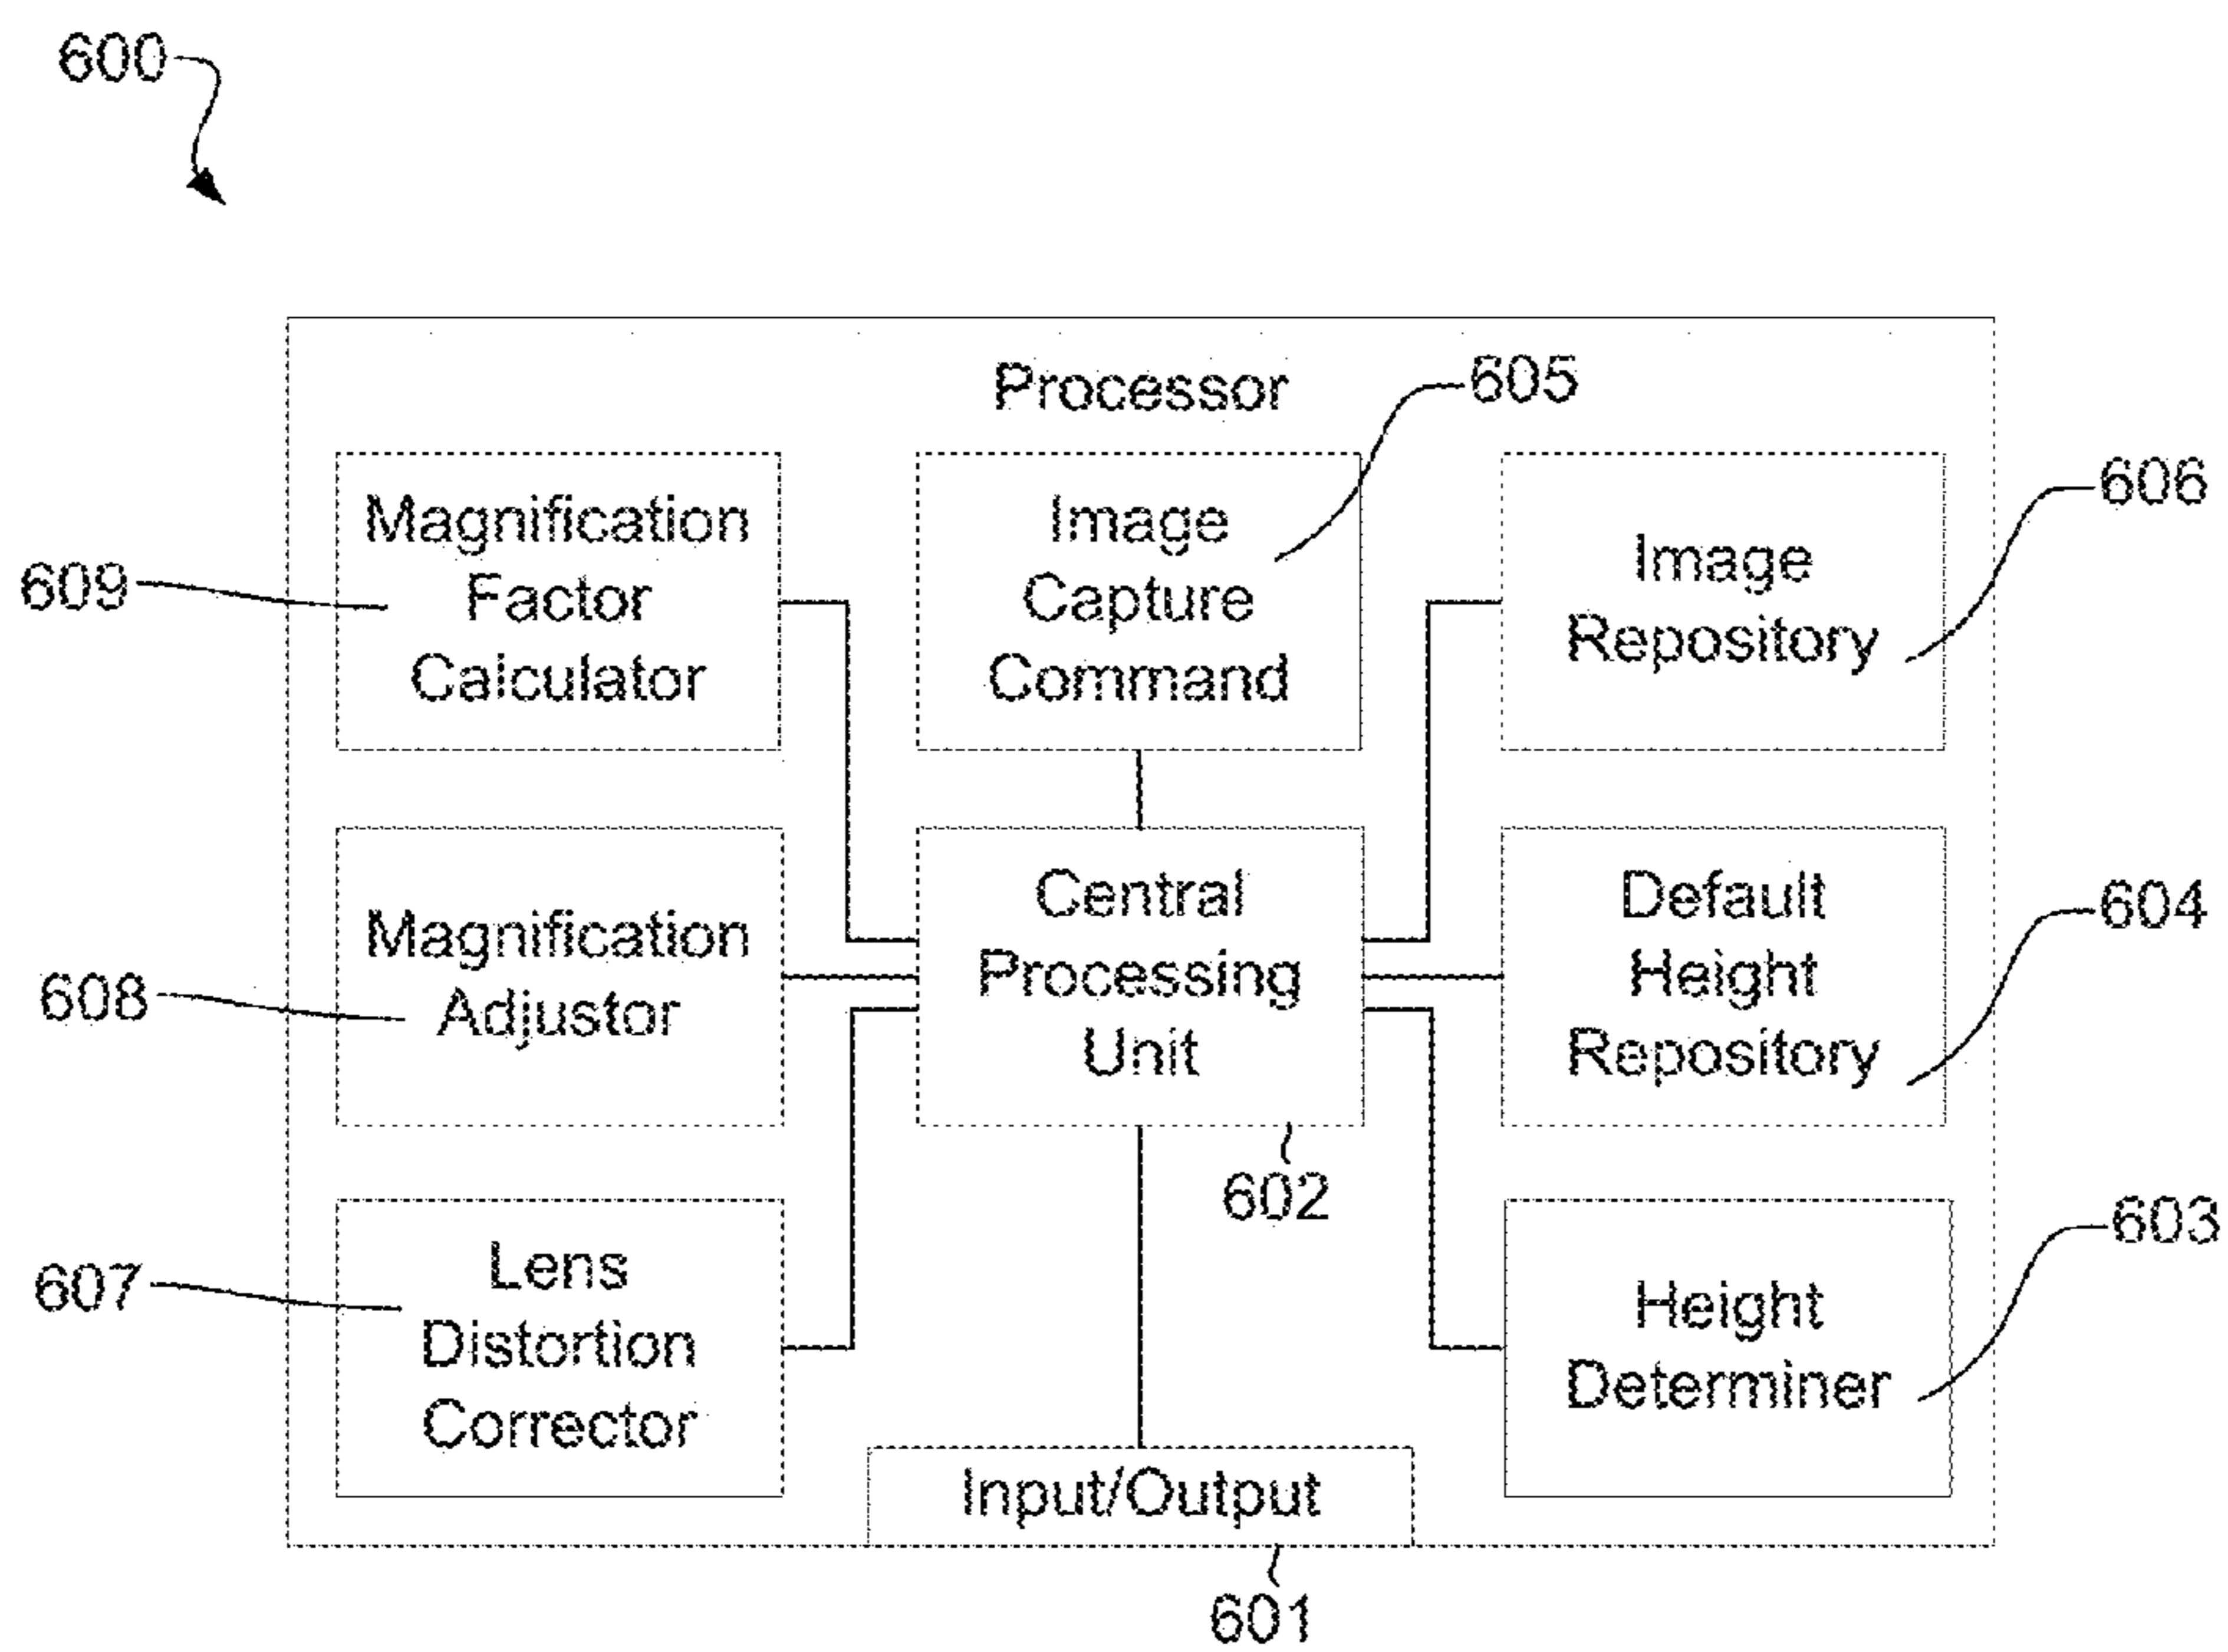 600
Processor
605
Magnification
Factor
Calculator
609
Image
Capture
Command
Image
Repository
606
Magnification
Adjustor
608
Central
Processing
Unit
602
Default
Height
Repository
604
Lens
Distortion
Corrector
607
Height
Determiner
603
Input/Output
601